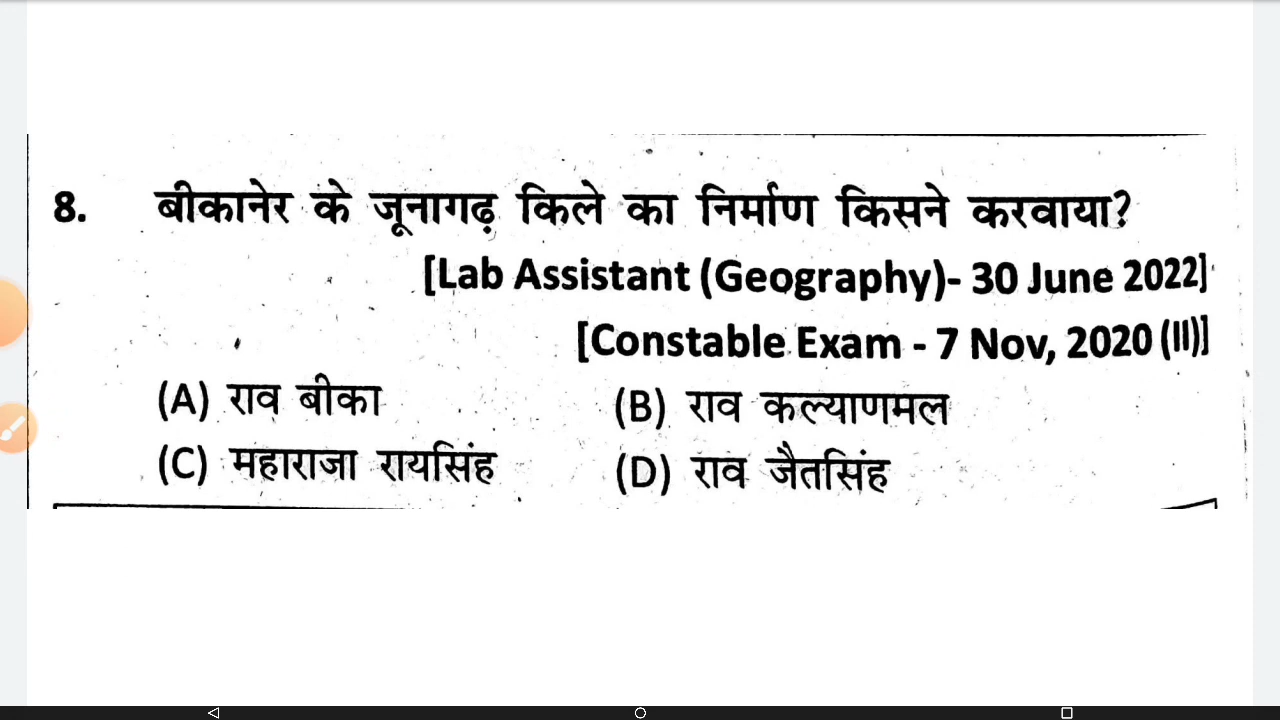 8. बीकानेर के जूनागढ़ किले का निर्माण किसने करवाया?
[Lab Assistant (Geography)- 30 June 2022]
[Constable Exam - 7 Nov, 2020 (II)]
(A) राव बीका (B) राव कल्याणमल
(C) महाराजा रायसिंह (D) राव जैतसिंह